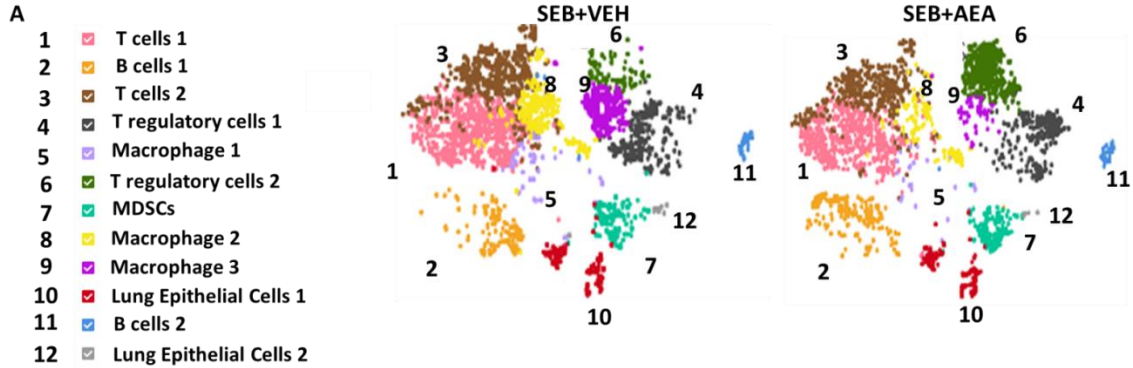 A
1 T cells 1
2 B cells 1
3 T cells 2
4 T regulatory cells 1
5 Macrophage 1
6 T regulatory cells 2
7 MDSCs
8 Macrophage 2
9 Macrophage 3
10 Lung Epithelial Cells 1
11 B cells 2
12 Lung Epithelial Cells 2
SEB+VEH
6
3
8
9
4
1
11
5
12
2
7
10
SEB+AEA
6
3
8
9
4
1
11
5
12
2
7
10